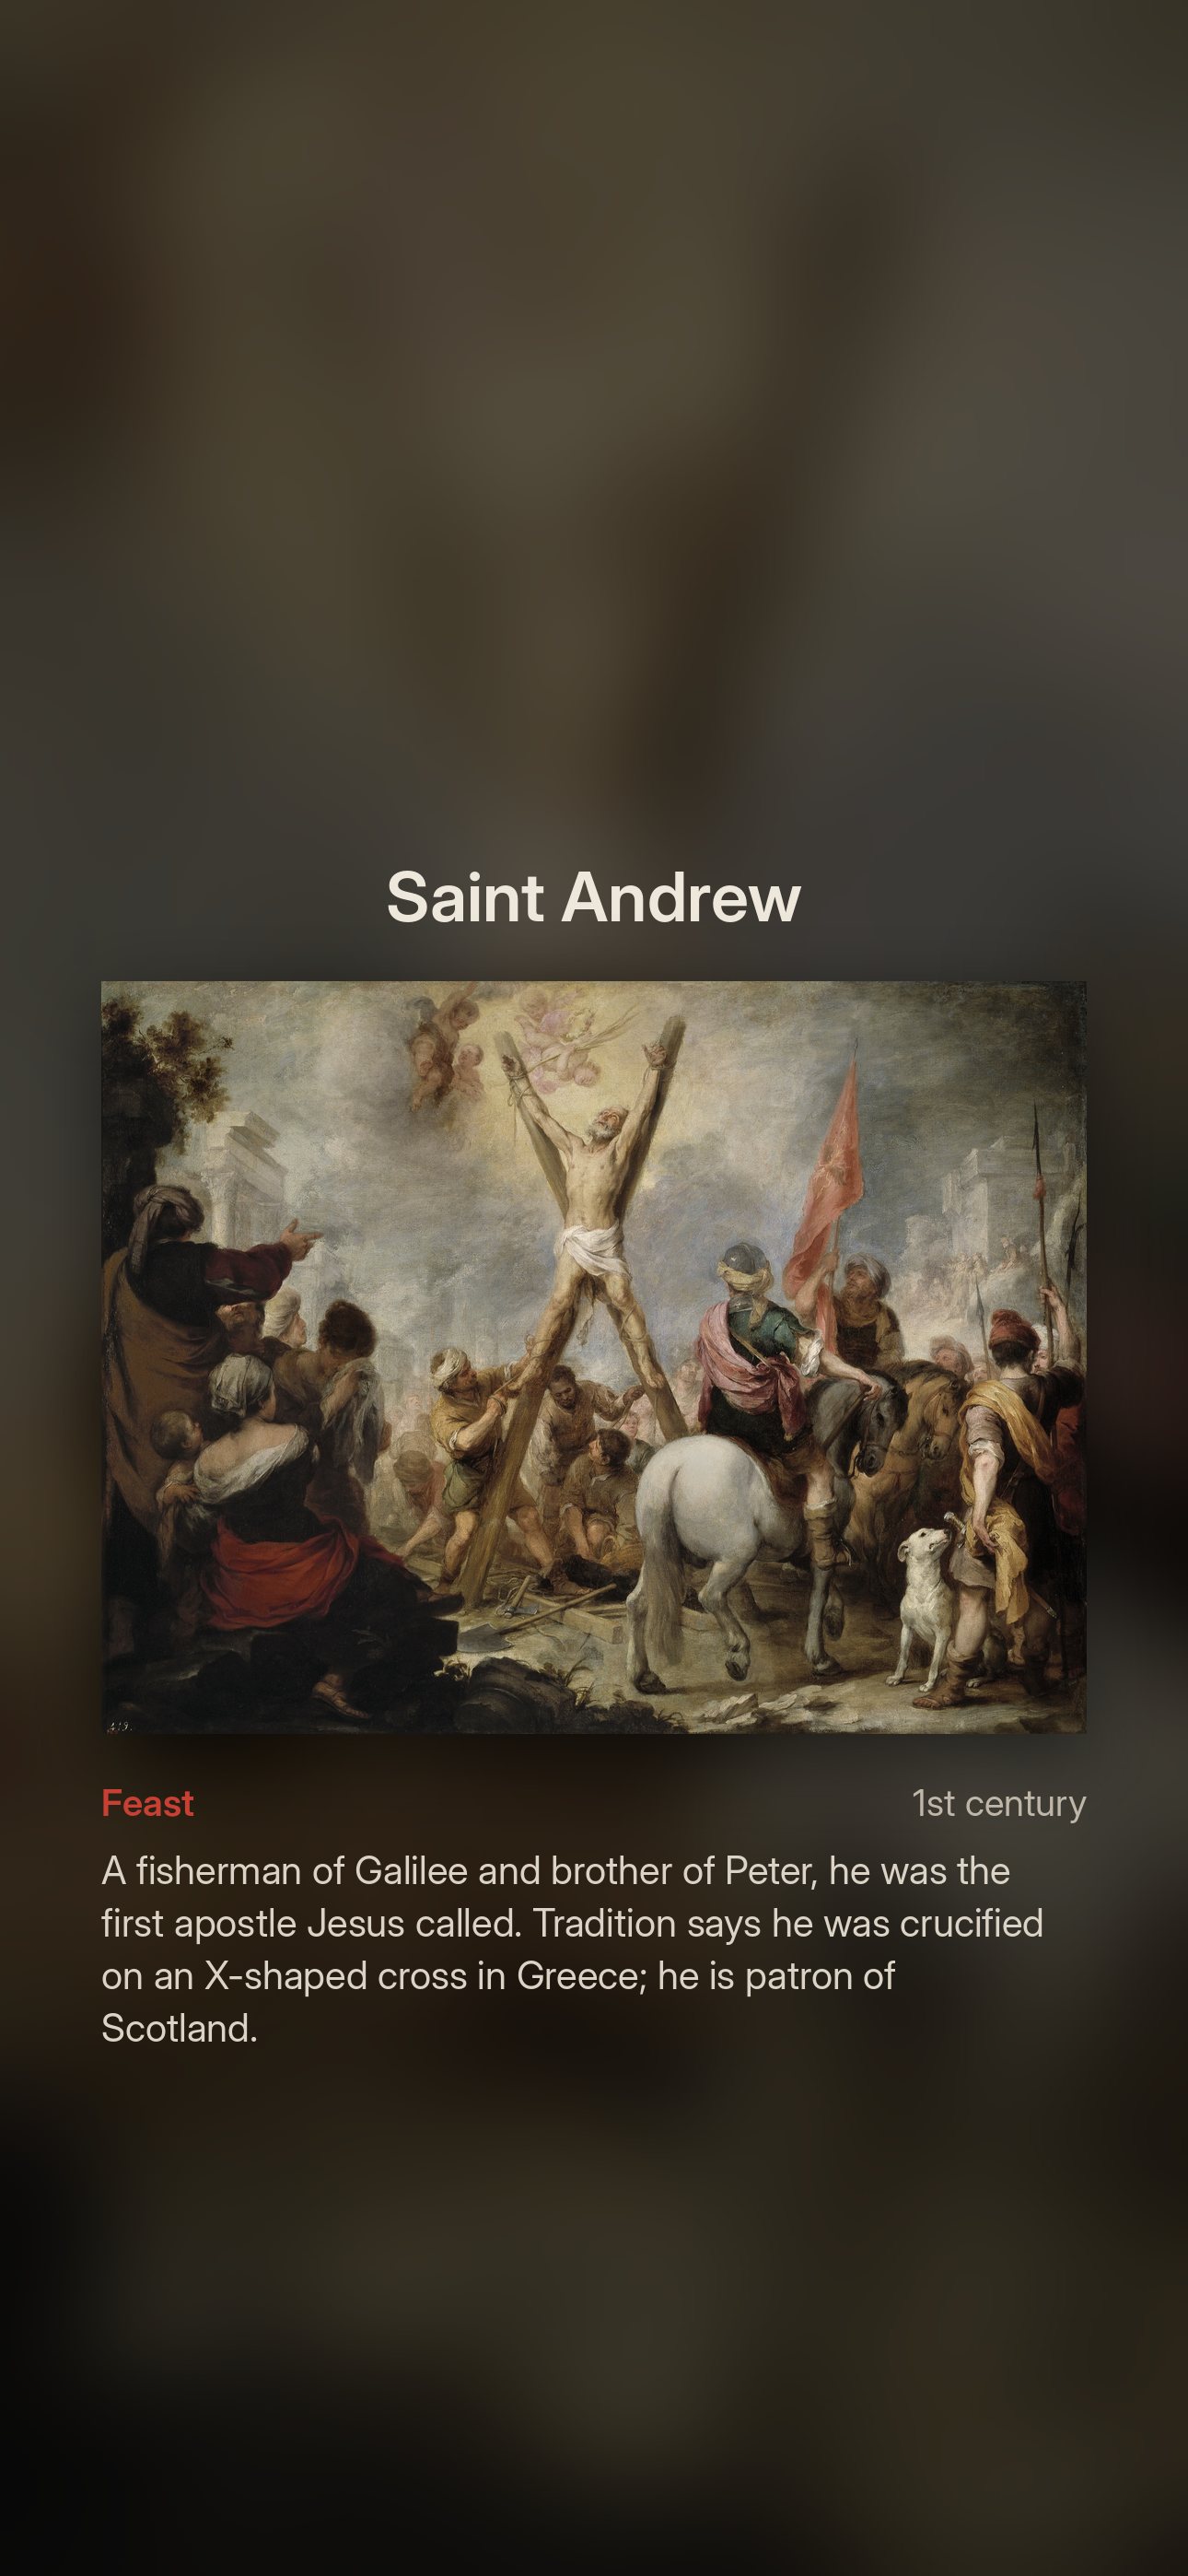 Saint Andrew
Feast
1st century
A fisherman of Galilee and brother of Peter, he was the
first apostle Jesus called. Tradition says he was crucified
on an X-shaped cross in Greece; he is patron of
Scotland.